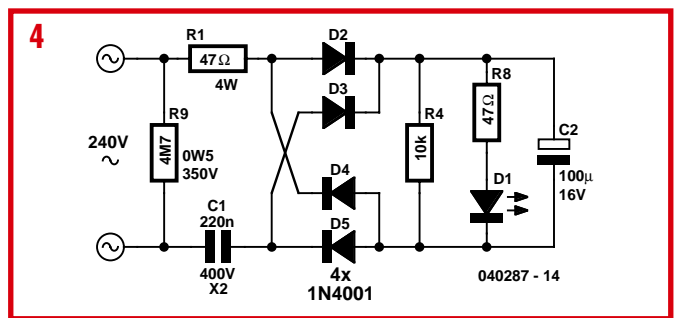 4
R1
47Ω
4W
D2
D3
D4
D5
4x
1N4001
R9
4M7
0W5
350V
240V
~
~
~
C1
220n
400V
X2
R4
10k
R8
47Ω
D1
C2
100µ
16V
040287 - 14